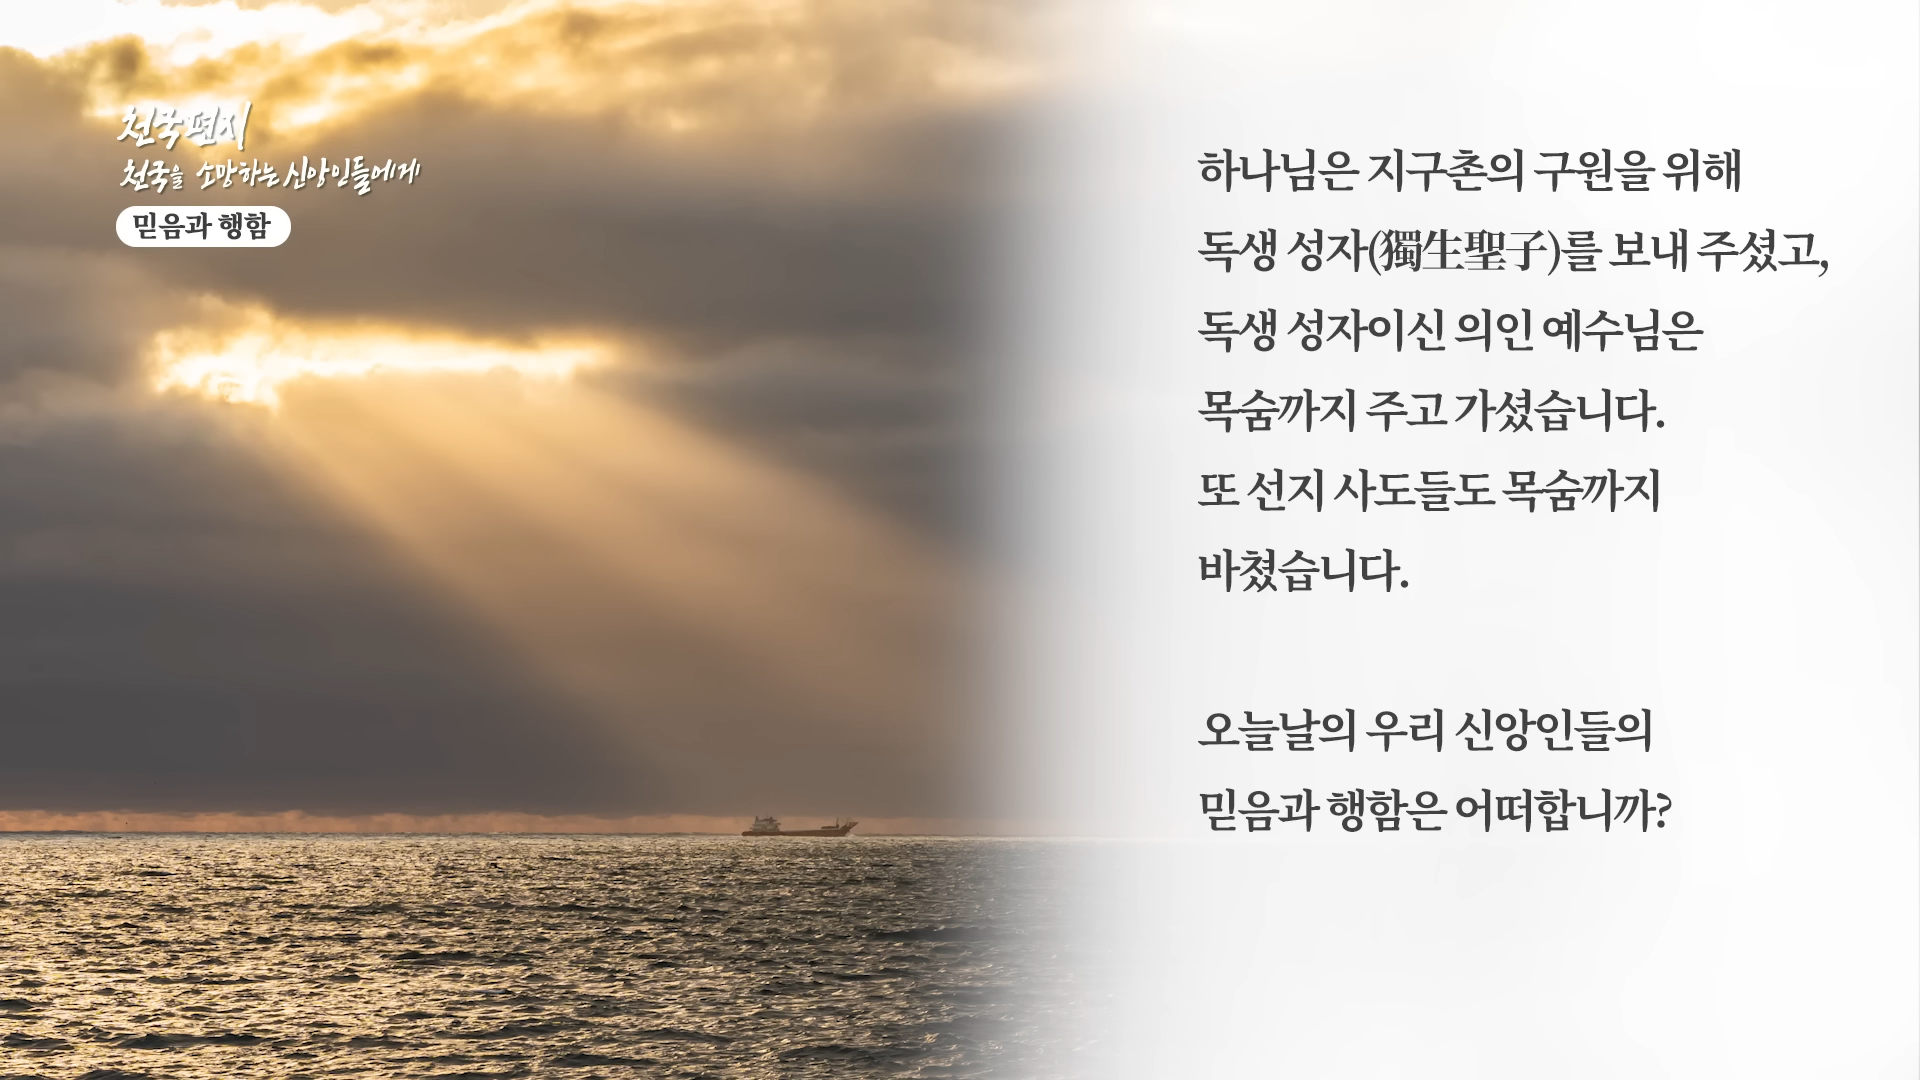 천국편지
천국을 소망하는 신앙인들에게
믿음과 행함
하나님은 지구촌의 구원을 위해
독생 성자(獨生聖子)를 보내 주셨고,
독생 성자이신 의인 예수님은
목숨까지 주고 가셨습니다.
또 선지 사도들도 목숨까지
바쳤습니다.
오늘날의 우리 신앙인들의
믿음과 행함은 어떠합니까?